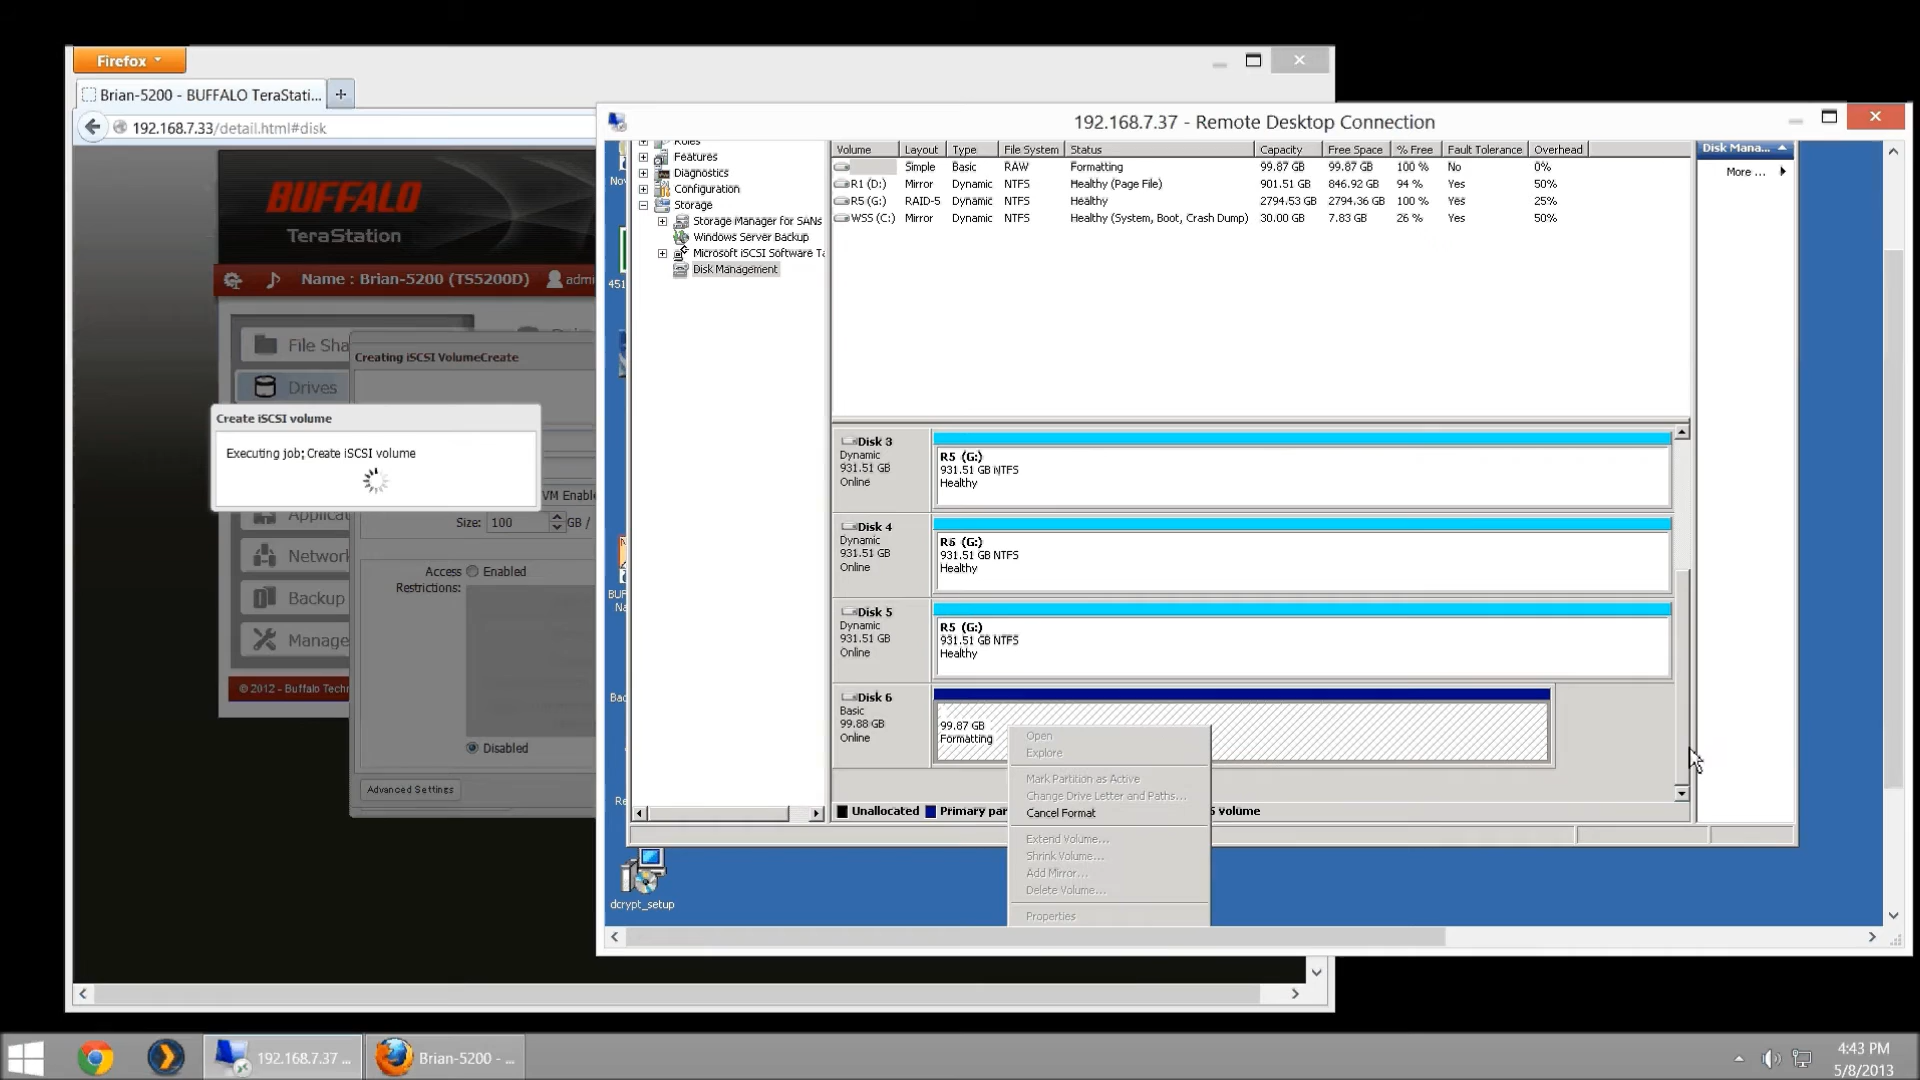 Firefox
Brian-5200 - BUFFALO TeraStati...
192.168.7.33/detail.html#disk
BUFFALO
TeraStation
Name : Brian-5200 (TS5200D)
File Sha
Creating iSCSI VolumeCreate
Drives
Create iSCSI volume
Executing job; Create iSCSI volume
VM Enable
Applicat
Size: 100 GB /
Network
Access Restrictions:
Enabled
Backup
Manage
© 2012 - Buffalo Techn
Disabled
Advanced Settings
192.168.7.37 - Remote Desktop Connection
Nov
451
Roles
Features
Diagnostics
Configuration
Storage
Storage Manager for SANs
Windows Server Backup
Microsoft iSCSI Software Ta
Disk Management
Volume Layout Type File System Status Capacity Free Space % Free Fault Tolerance Overhead
Simple Basic RAW Formatting 99.87 GB 99.87 GB 100 % No 0%
R1 (D:) Mirror Dynamic NTFS Healthy (Page File) 901.51 GB 846.92 GB 94 % Yes 50%
R5 (G:) RAID-5 Dynamic NTFS Healthy 2794.53 GB 2794.36 GB 100 % Yes 25%
WSS (C:) Mirror Dynamic NTFS Healthy (System, Boot, Crash Dump) 30.00 GB 7.83 GB 26 % Yes 50%
Disk Mana...
More ...
Disk 3
Dynamic
931.51 GB
Online
R5 (G:)
931.51 GB NTFS
Healthy
Disk 4
Dynamic
931.51 GB
Online
R5 (G:)
931.51 GB NTFS
Healthy
Disk 5
Dynamic
931.51 GB
Online
R5 (G:)
931.51 GB NTFS
Healthy
Disk 6
Basic
99.88 GB
Online
99.87 GB
Formatting
Open
Explore
Mark Partition as Active
Change Drive Letter and Paths...
Cancel Format
Extend Volume...
Shrink Volume...
Add Mirror...
Delete Volume...
Properties
Unallocated Primary par
5 volume
dcrypt_setup
192.168.7.37 ...
Brian-5200 - ...
4:43 PM
5/8/2013